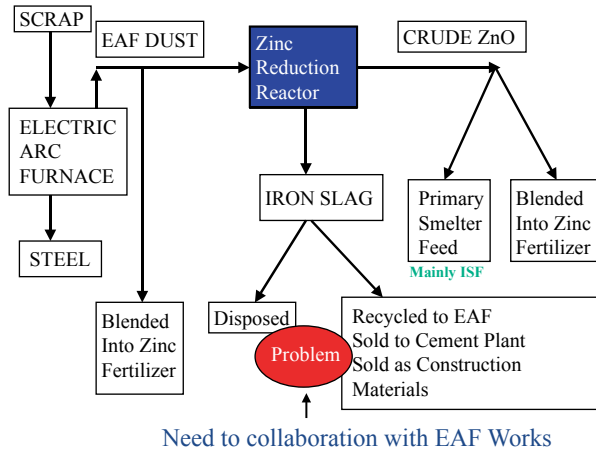 SCRAP
EAF DUST
Zinc
Reduction
Reactor
CRUDE ZnO
ELECTRIC
ARC
FURNACE
STEEL
IRON SLAG
Primary
Smelter
Feed
Mainly ISF
Blended
Into Zinc
Fertilizer
Blended
Into Zinc
Fertilizer
Disposed
Problem
Recycled to EAF
Sold to Cement Plant
Sold as Construction
Materials
Need to collaboration with EAF Works